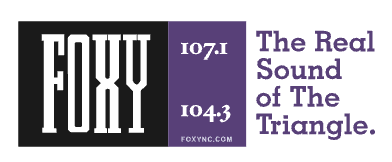 FOXY
107.1
104.3
FOXYNC.COM
The Real
Sound
of The
Triangle.